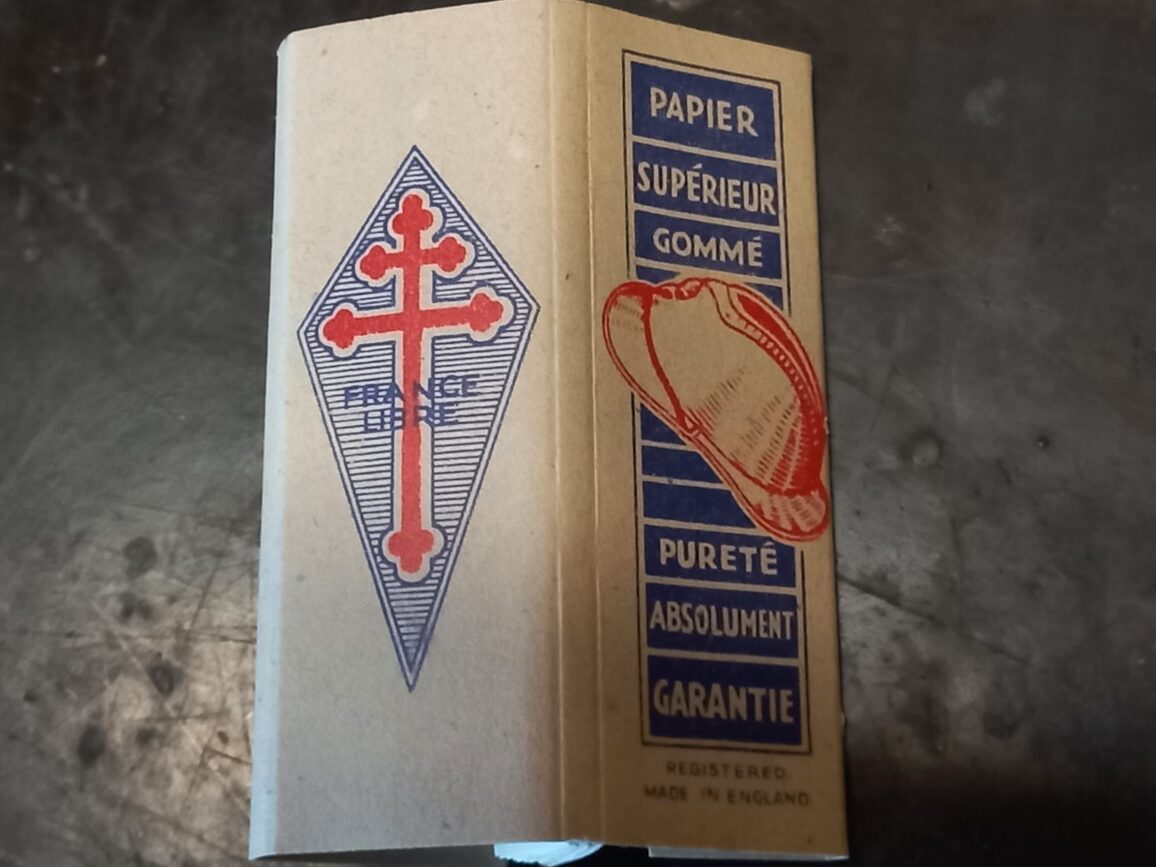 FRANCE
LIBRE
PAPIER
SUPÉRIEUR
GOMMÉ
PURETÉ
ABSOLUMENT
GARANTIE
REGISTERED.
MADE IN ENGLAND